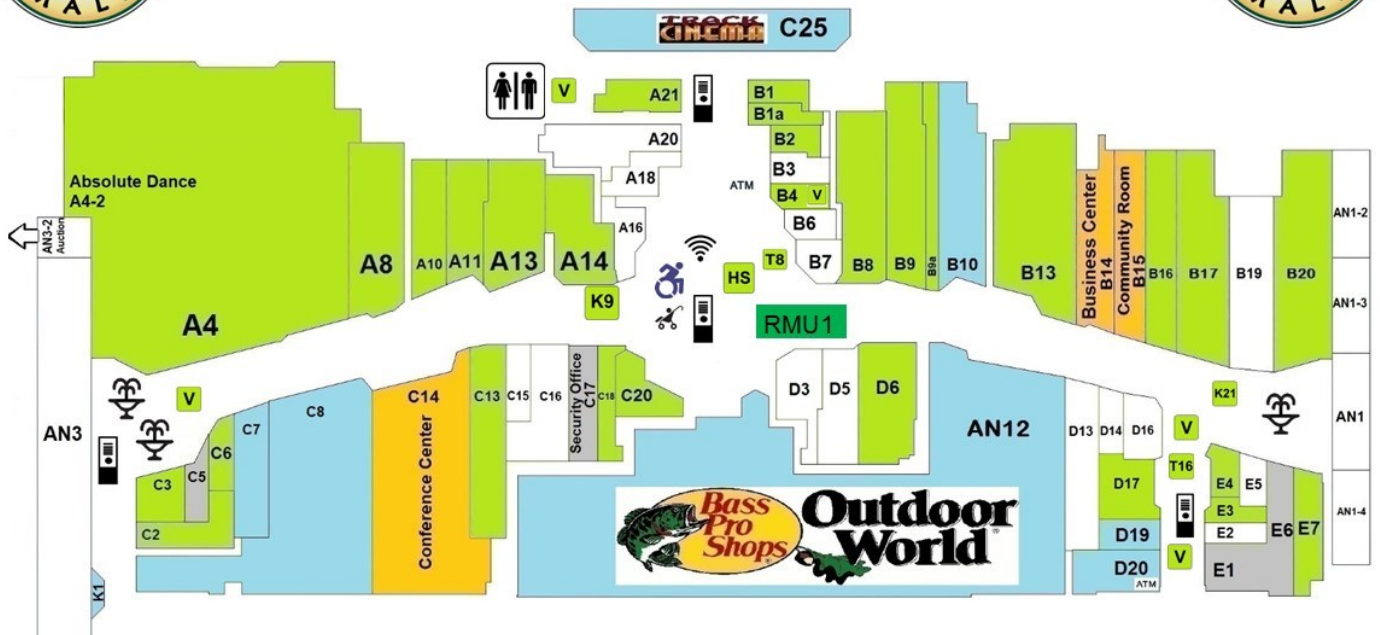 MALL
MALL
TRACK
CINEMA
C25
V
A21
A20
A18
A16
B1
B1a
B2
B3
ATM
B4
V
B6
B7
T8
HS
RMU1
Absolute Dance
A4-2
AN3-2
Auction
A4
A8
A10
A11
A13
A14
K9
B8
B9
B9a
B10
B13
Business Center
B14
Community Room
B15
B16
B17
B19
B20
AN1-2
AN1-3
AN1
AN1-4
AN3
V
K1
C2
C3
C5
C6
C7
C8
C14
Conference Center
C13
C15
C16
Security Office
C17
C18
C20
D3
D5
D6
AN12
Bass
Pro
Shops
Outdoor
World
D13
D14
D16
D17
D19
D20
ATM
V
T16
V
K21
E4
E5
E3
E2
E1
E6
E7